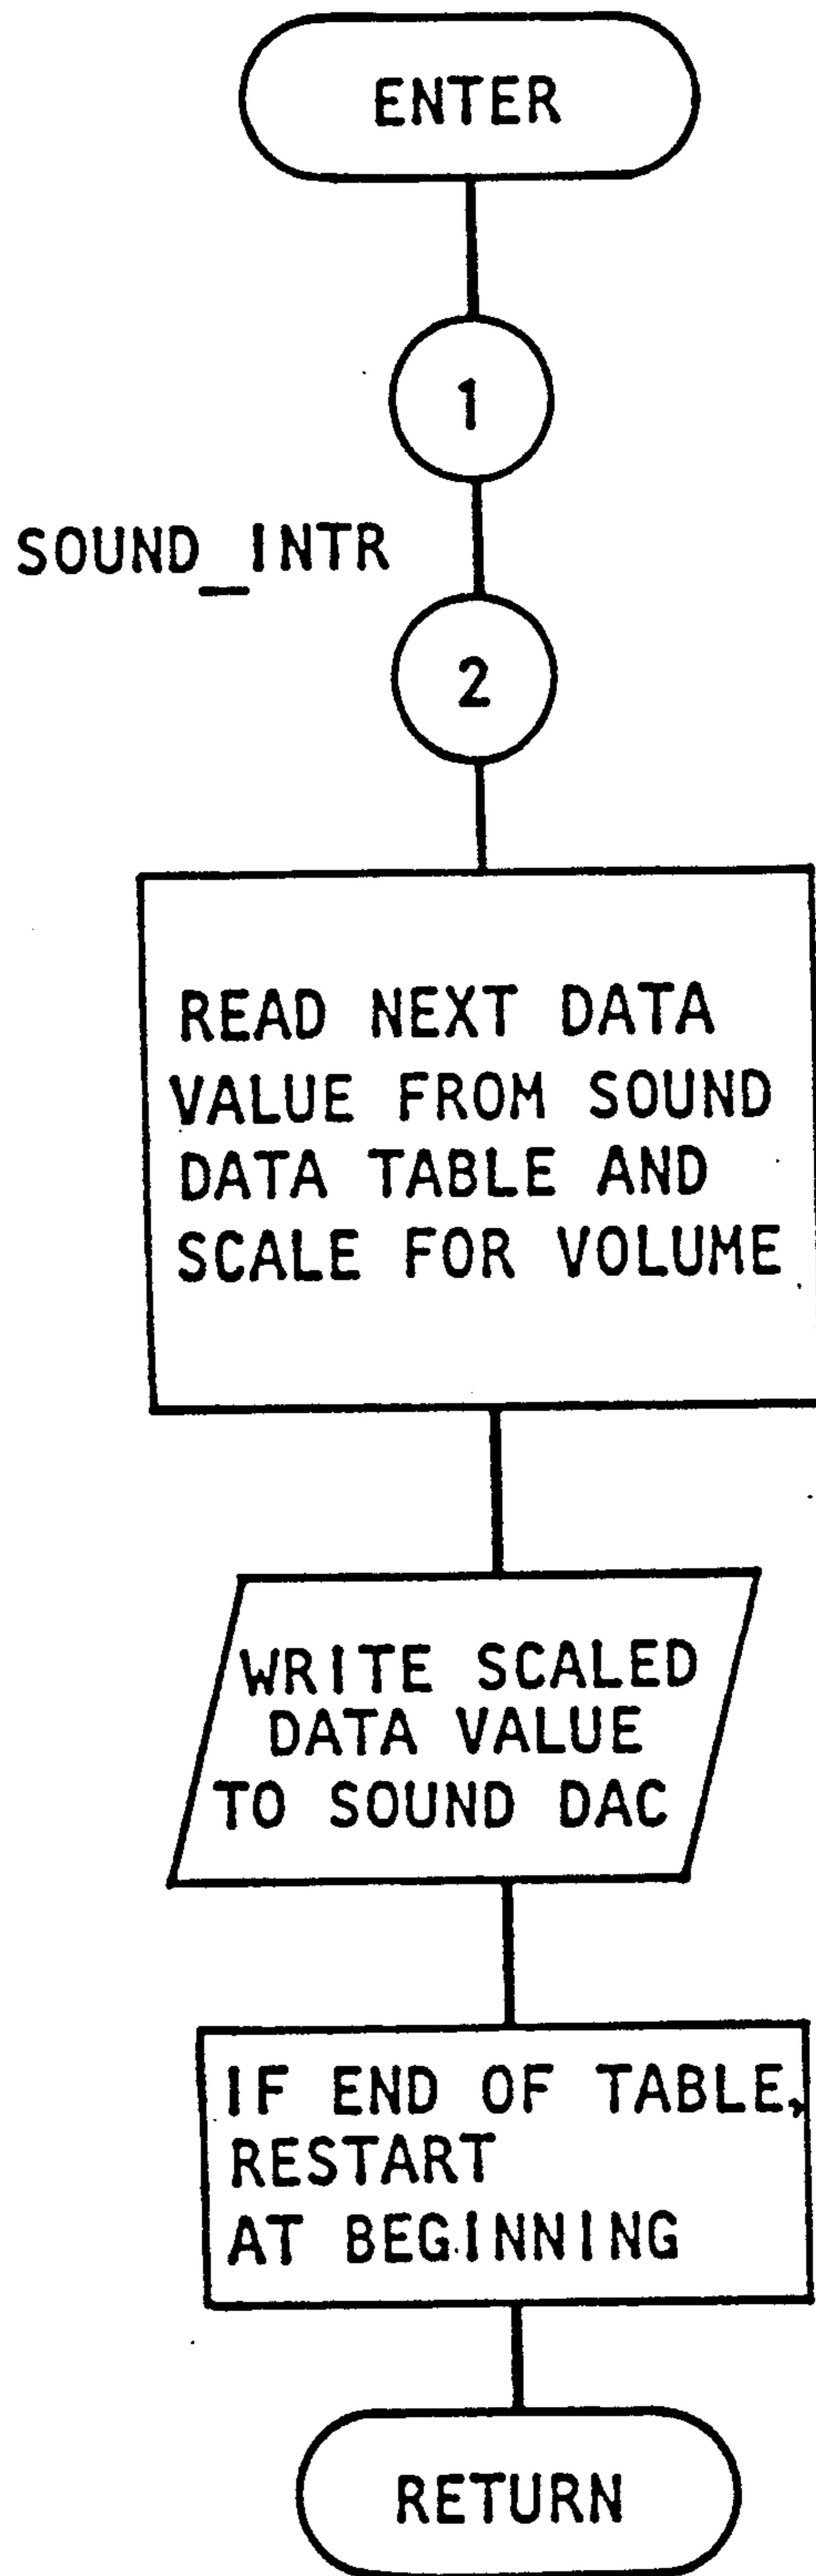 ENTER
1
SOUND_INTR
2
READ NEXT DATA
VALUE FROM SOUND
DATA TABLE AND
SCALE FOR VOLUME
WRITE SCALED
DATA VALUE
TO SOUND DAC
IF END OF TABLE,
RESTART
AT BEGINNING
RETURN